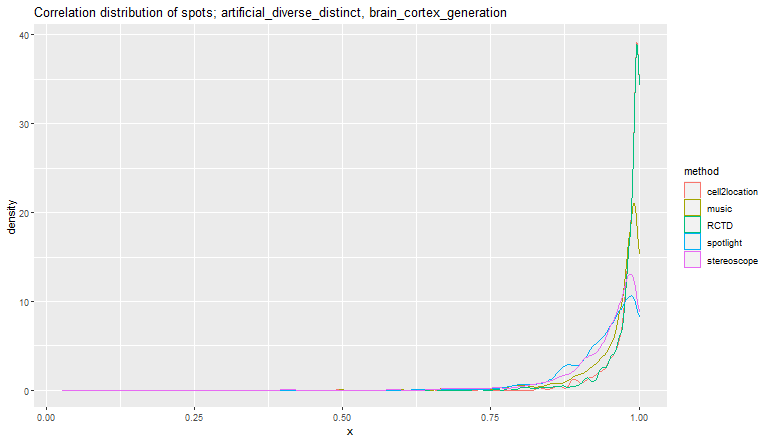 Correlation distribution of spots; artificial_diverse_distinct, brain_cortex_generation
40
30
20
10
0
density
0.00
0.25
0.50
0.75
1.00
x
method
cell2location
music
RCTD
spotlight
stereoscope